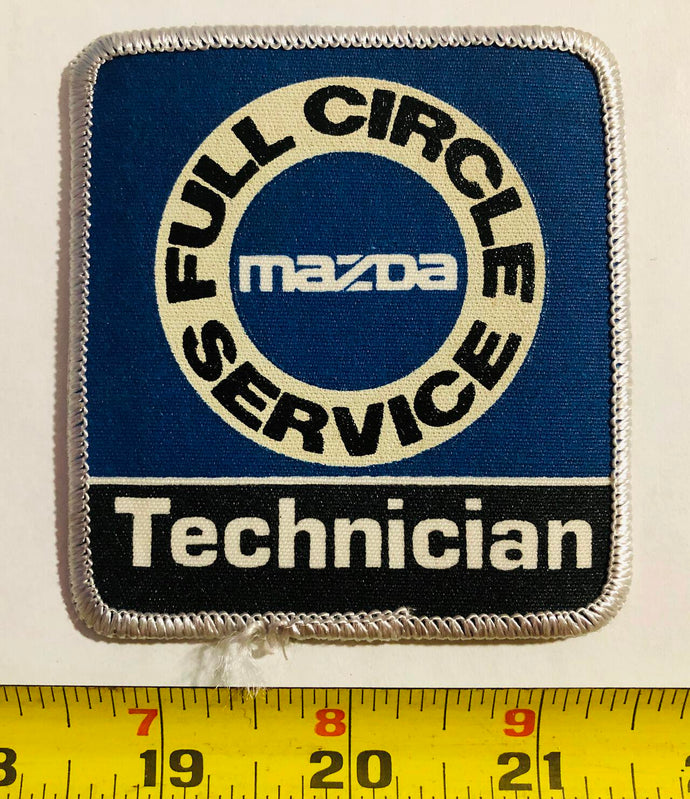 FULL CIRCLE
mazda
SERVICE
Technician
7 8 9
19 20 21